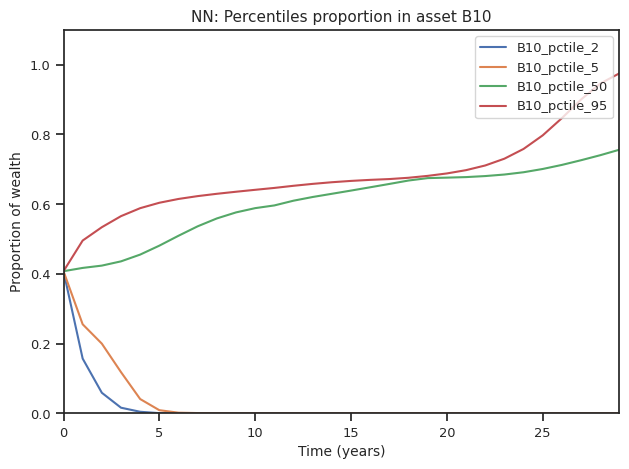 NN: Percentiles proportion in asset B10
B10_pctile_2
B10_pctile_5
B10_pctile_50
B10_pctile_95
Proportion of wealth
1.0
0.8
0.6
0.4
0.2
0.0
0 5 10 15 20 25
Time (years)